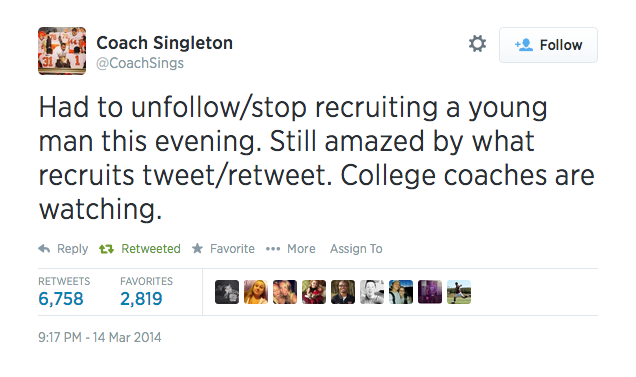 Coach Singleton
@CoachSings
Follow
Had to unfollow/stop recruiting a young
man this evening. Still amazed by what
recruits tweet/retweet. College coaches are
watching.
Reply Retweeted Favorite More Assign To
RETWEETS FAVORITES
6,758 2,819
9:17 PM - 14 Mar 2014